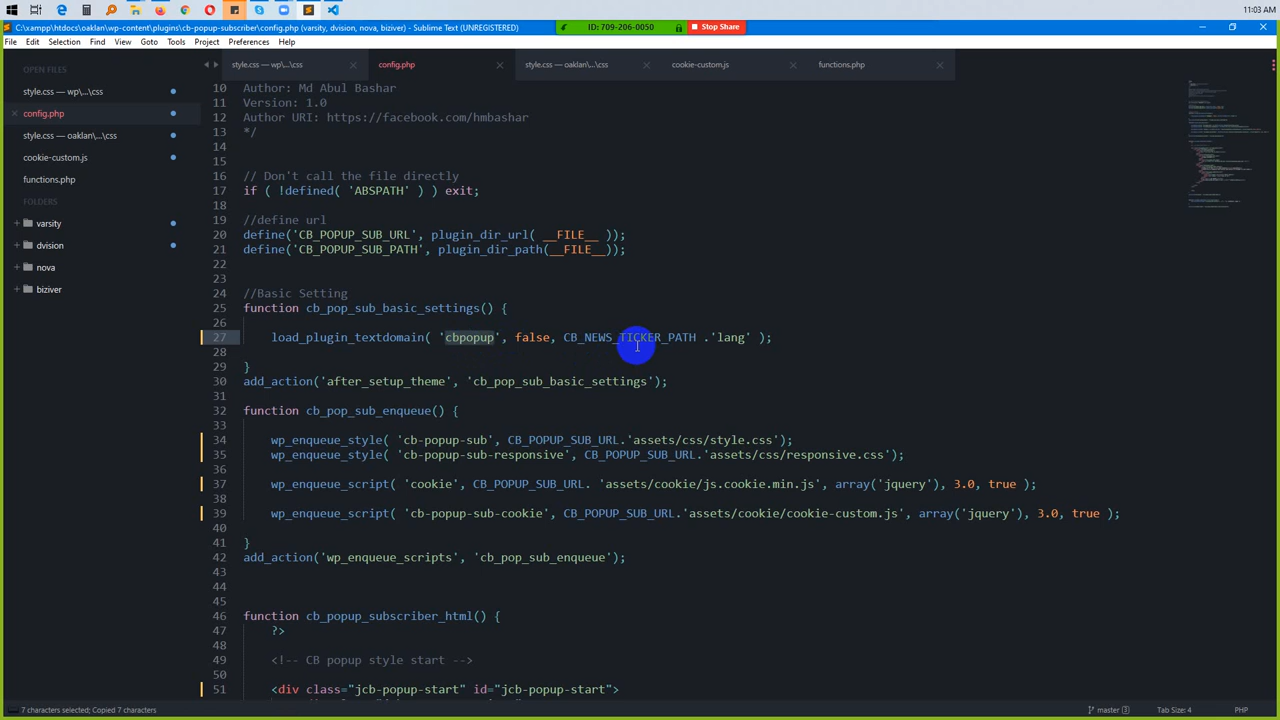 11:03 AM
C:\xampp\htdocs\oaklan\wp-content\plugins\cb-popup-subscriber\config.php (varsity, dvision, nova, biziver) - Sublime Text (UNREGISTERED)
ID: 709-206-0050
Stop Share
File Edit Selection Find View Goto Tools Project Preferences Help
OPEN FILES
style.css — wp\...\css
config.php
style.css — oaklan\...\css
cookie-custom.js
functions.php
FOLDERS
varsity
dvision
nova
biziver
style.css — wp\...\css
config.php
style.css — oaklan\...\css
cookie-custom.js
functions.php
10 Author: Md Abul Bashar
11 Version: 1.0
12 Author URI: https://facebook.com/hmbashar
13 */
14
15
16 // Don't call the file directly
17 if ( !defined( 'ABSPATH' ) ) exit;
18
19 //define url
20 define('CB_POPUP_SUB_URL', plugin_dir_url( __FILE__ ));
21 define('CB_POPUP_SUB_PATH', plugin_dir_path(__FILE__));
22
23
24 //Basic Setting
25 function cb_pop_sub_basic_settings() {
26
27 load_plugin_textdomain( 'cbpopup', false, CB_NEWS_TICKER_PATH .'lang' );
28
29 }
30 add_action('after_setup_theme', 'cb_pop_sub_basic_settings');
31
32 function cb_pop_sub_enqueue() {
33
34 wp_enqueue_style( 'cb-popup-sub', CB_POPUP_SUB_URL.'assets/css/style.css');
35 wp_enqueue_style( 'cb-popup-sub-responsive', CB_POPUP_SUB_URL.'assets/css/responsive.css');
36
37 wp_enqueue_script( 'cookie', CB_POPUP_SUB_URL. 'assets/cookie/js.cookie.min.js', array('jquery'), 3.0, true );
38
39 wp_enqueue_script( 'cb-popup-sub-cookie', CB_POPUP_SUB_URL.'assets/cookie/cookie-custom.js', array('jquery'), 3.0, true );
40
41 }
42 add_action('wp_enqueue_scripts', 'cb_pop_sub_enqueue');
43
44
45
46 function cb_popup_subscriber_html() {
47 ?>
48
49 <!-- CB popup style start -->
50
51 <div class="jcb-popup-start" id="jcb-popup-start">
7 characters selected; Copied 7 characters
master 3
Tab Size: 4
PHP